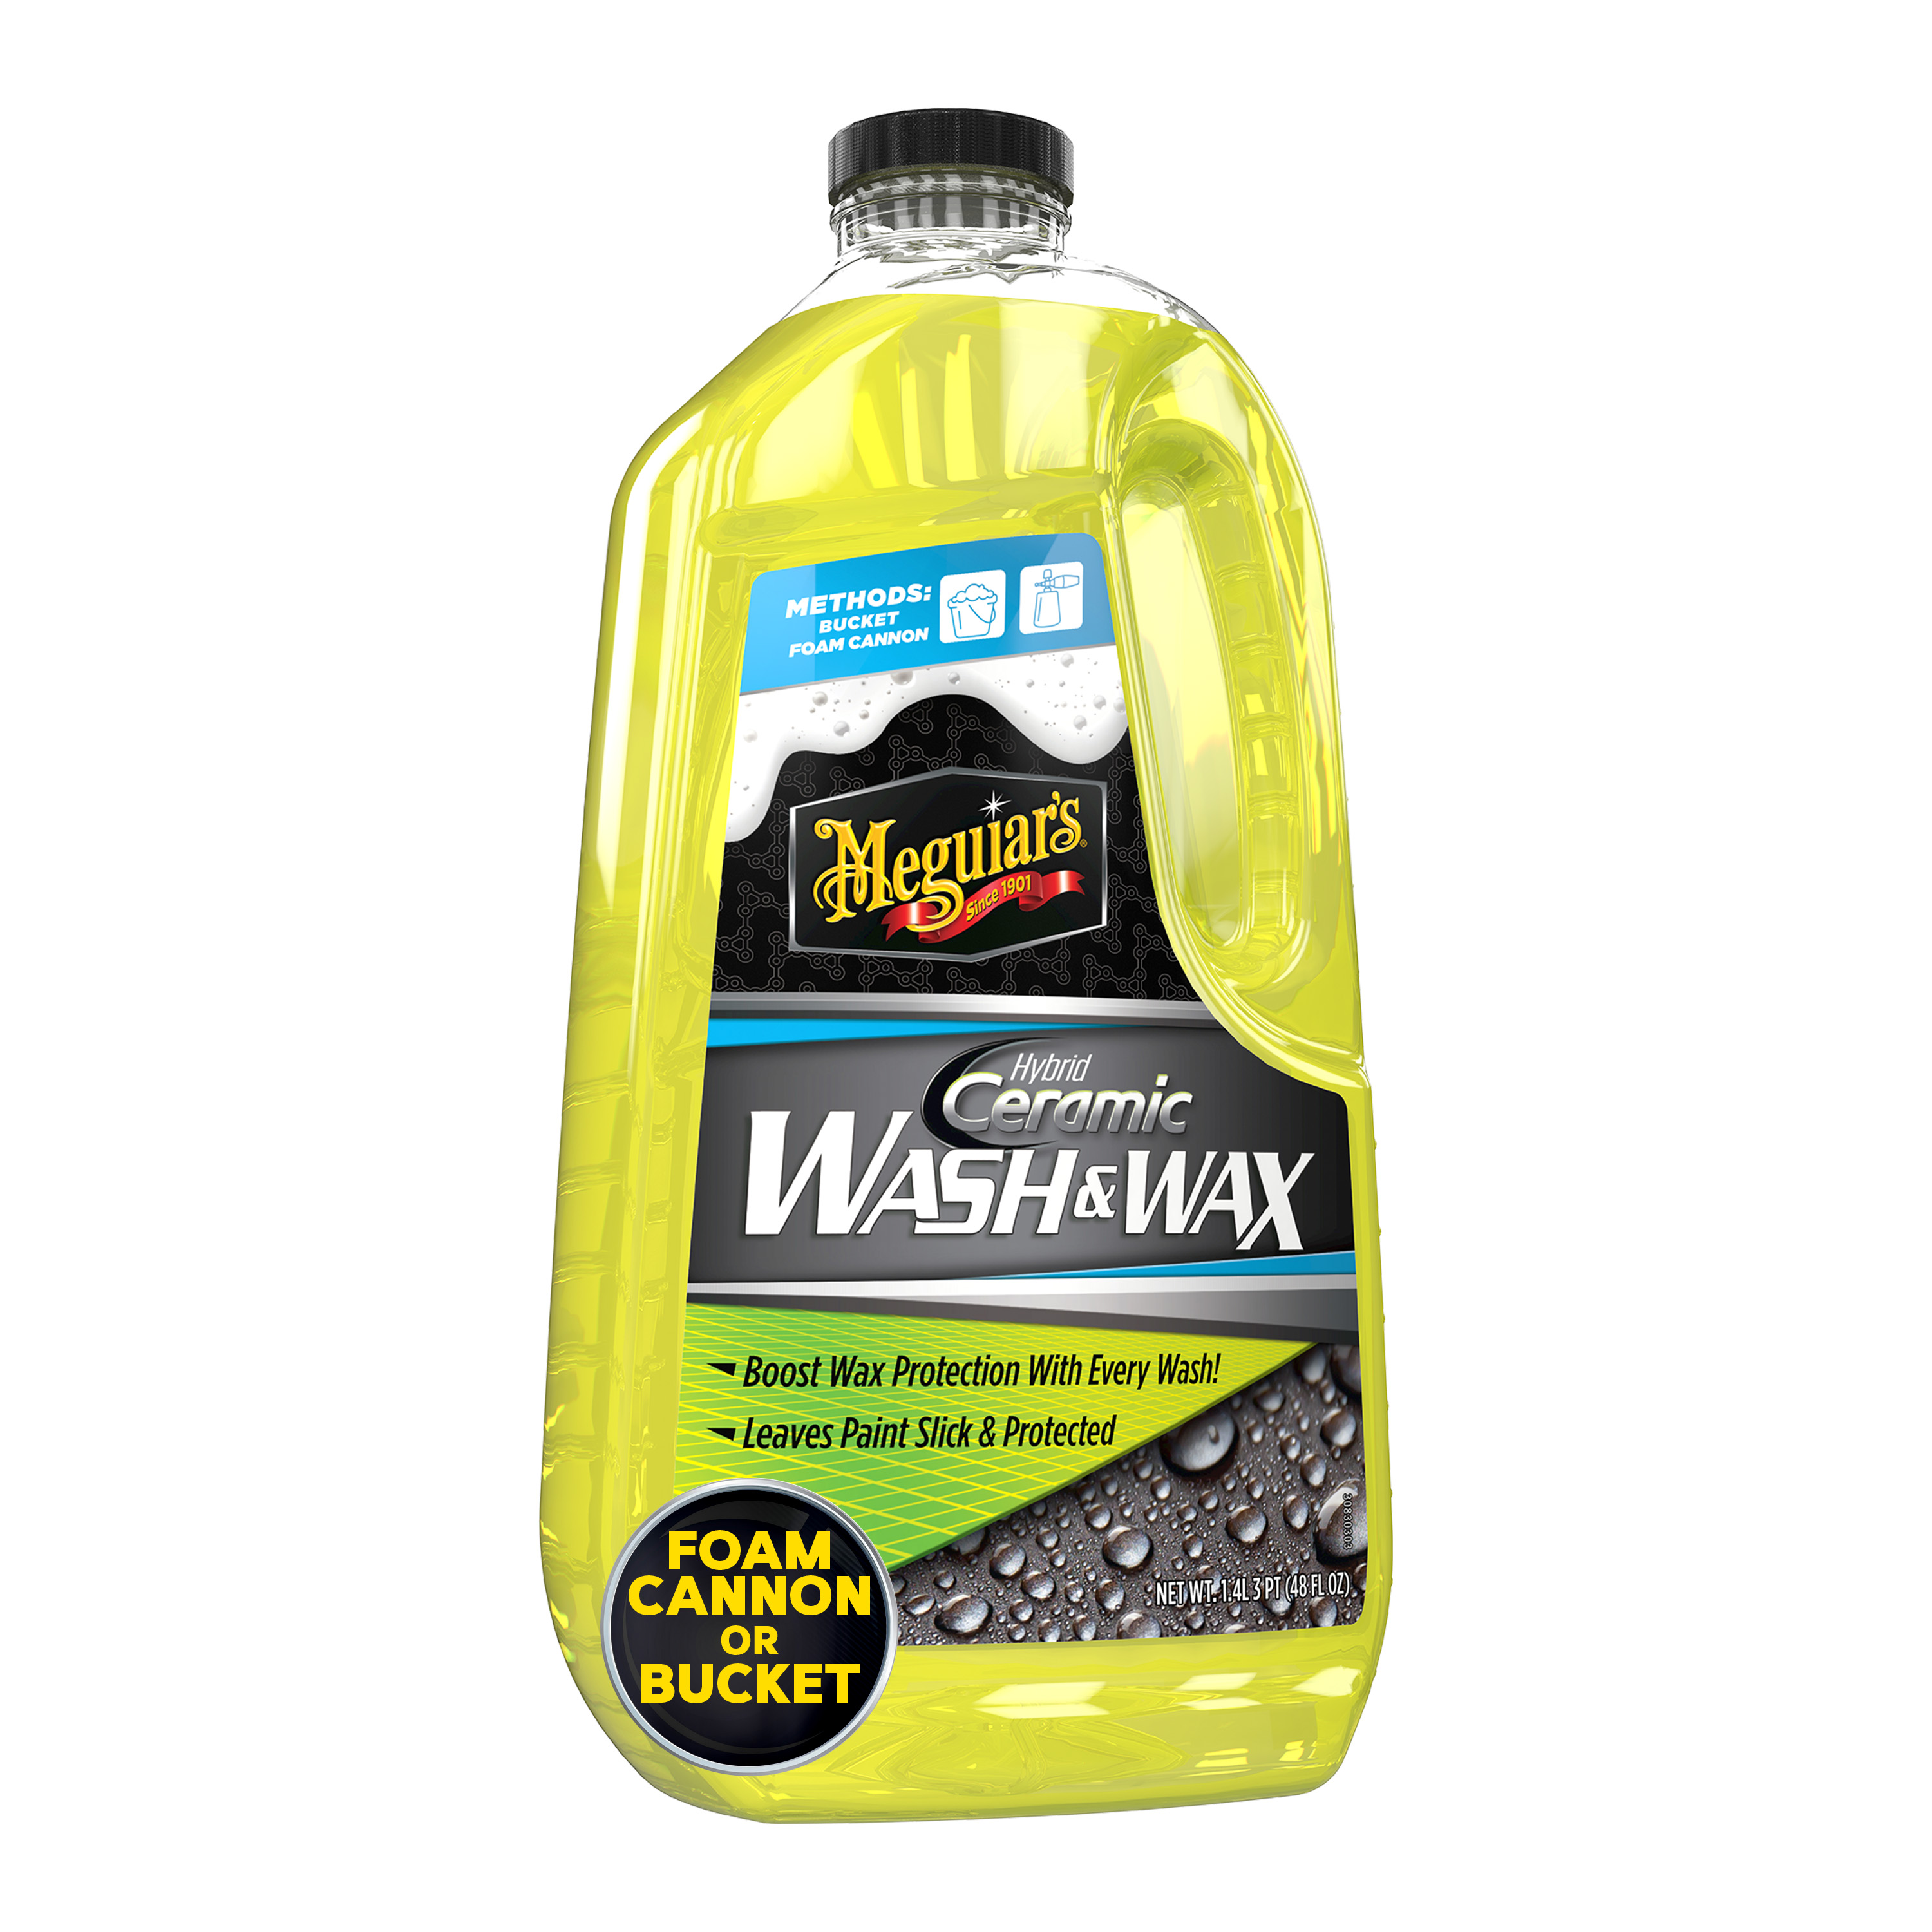 METHODS:
BUCKET
FOAM CANNON
Meguiar's®
Since 1901
Hybrid
Ceramic
WASH & WAX
Boost Wax Protection With Every Wash!
Leaves Paint Slick & Protected
FOAM
CANNON
OR
BUCKET
NET WT. 1.4L 3 PT (48 FL OZ)